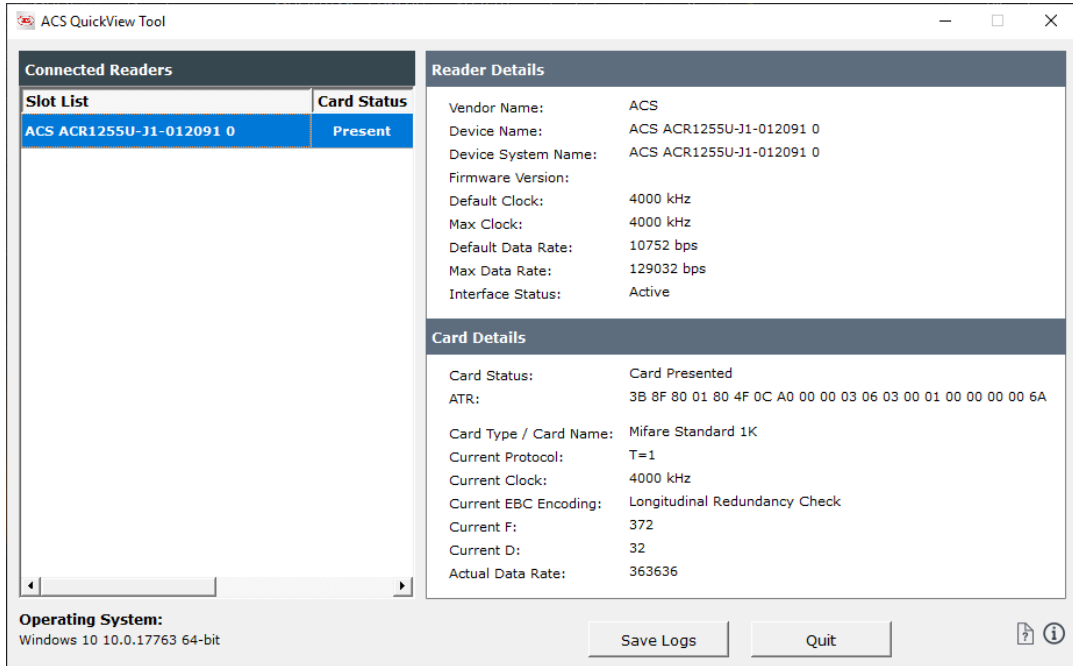 ACS QuickView Tool
Connected Readers
Slot List Card Status
ACS ACR1255U-J1-012091 0 Present
Reader Details
Vendor Name: ACS
Device Name: ACS ACR1255U-J1-012091 0
Device System Name: ACS ACR1255U-J1-012091 0
Firmware Version:
Default Clock: 4000 kHz
Max Clock: 4000 kHz
Default Data Rate: 10752 bps
Max Data Rate: 129032 bps
Interface Status: Active
Card Details
Card Status: Card Presented
ATR: 3B 8F 80 01 80 4F 0C A0 00 00 03 06 03 00 01 00 00 00 00 6A
Card Type / Card Name: Mifare Standard 1K
Current Protocol: T=1
Current Clock: 4000 kHz
Current EBC Encoding: Longitudinal Redundancy Check
Current F: 372
Current D: 32
Actual Data Rate: 363636
Operating System:
Windows 10 10.0.17763 64-bit
Save Logs Quit